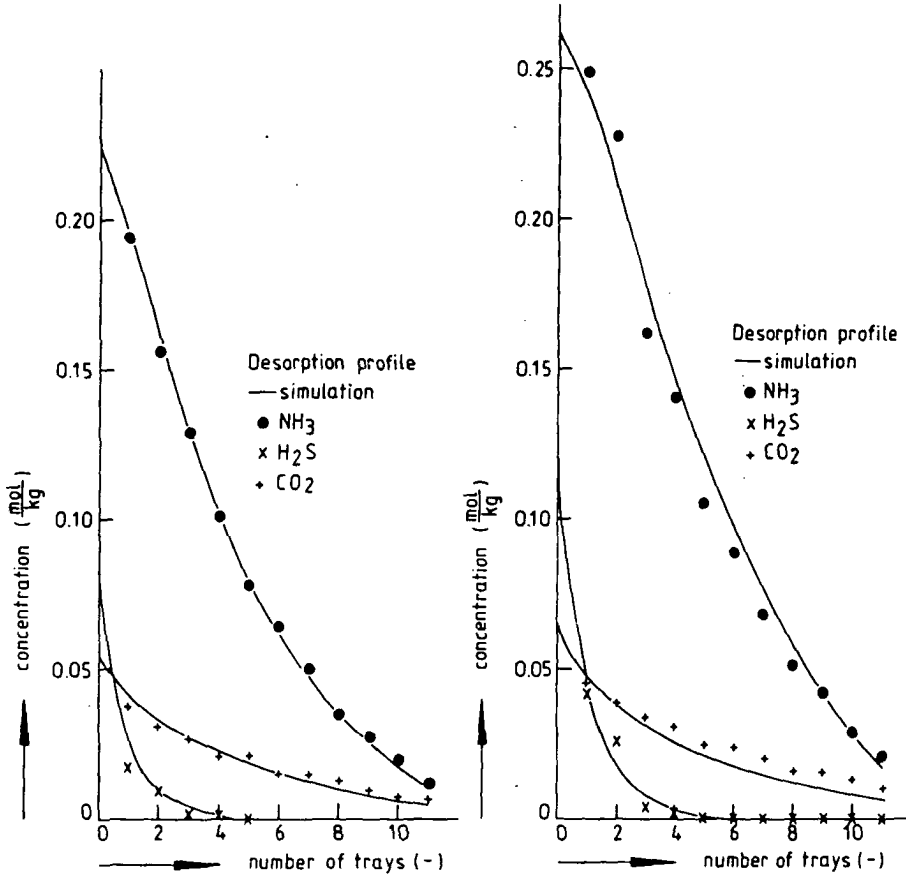 0.20
0.15
0.10
0.05
0
concentration (mol/kg)
Desorption profile
— simulation
● NH3
x H2S
+ CO2
0 2 4 6 8 10
number of trays (-)
0.25
0.20
0.15
0.10
0.05
0
concentration (mol/kg)
Desorption profile
— simulation
● NH3
x H2S
+ CO2
0 2 4 6 8 10
number of trays (-)